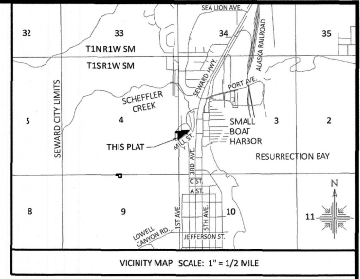 SEA LION AVE.
32
33
34
35
T1NR1W SM
T1SR1W SM
ALASKA RAILROAD
SEWARD HWY.
PORT AVE.
SCHEFFLER
CREEK
SEWARD CITY LIMITS
5
4
3
2
SMALL
BOAT
HARBOR
MILL ST.
THIS PLAT
RESURRECTION BAY
3RD AVE.
C ST.
A ST.
N
8
9
10
11
1ST AVE.
5TH AVE.
LOWELL
CANYON RD.
JEFFERSON ST.
VICINITY MAP SCALE: 1" = 1/2 MILE